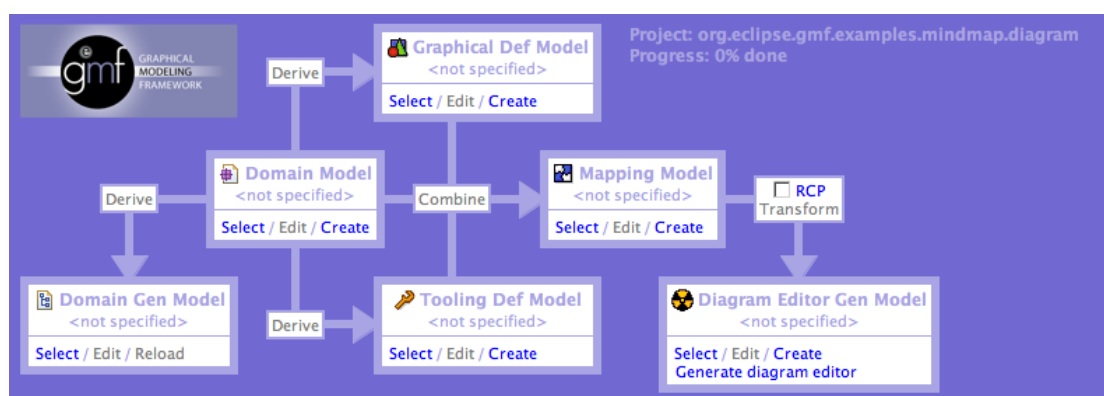 e
gmf
GRAPHICAL
MODELING
FRAMEWORK
Project: org.eclipse.gmf.examples.mindmap.diagram
Progress: 0% done
Graphical Def Model
<not specified>
Select / Edit / Create
Derive
Domain Model
<not specified>
Select / Edit / Create
Derive
Combine
Mapping Model
<not specified>
Select / Edit / Create
RCP
Transform
Domain Gen Model
<not specified>
Select / Edit / Reload
Derive
Tooling Def Model
<not specified>
Select / Edit / Create
Diagram Editor Gen Model
<not specified>
Select / Edit / Create
Generate diagram editor